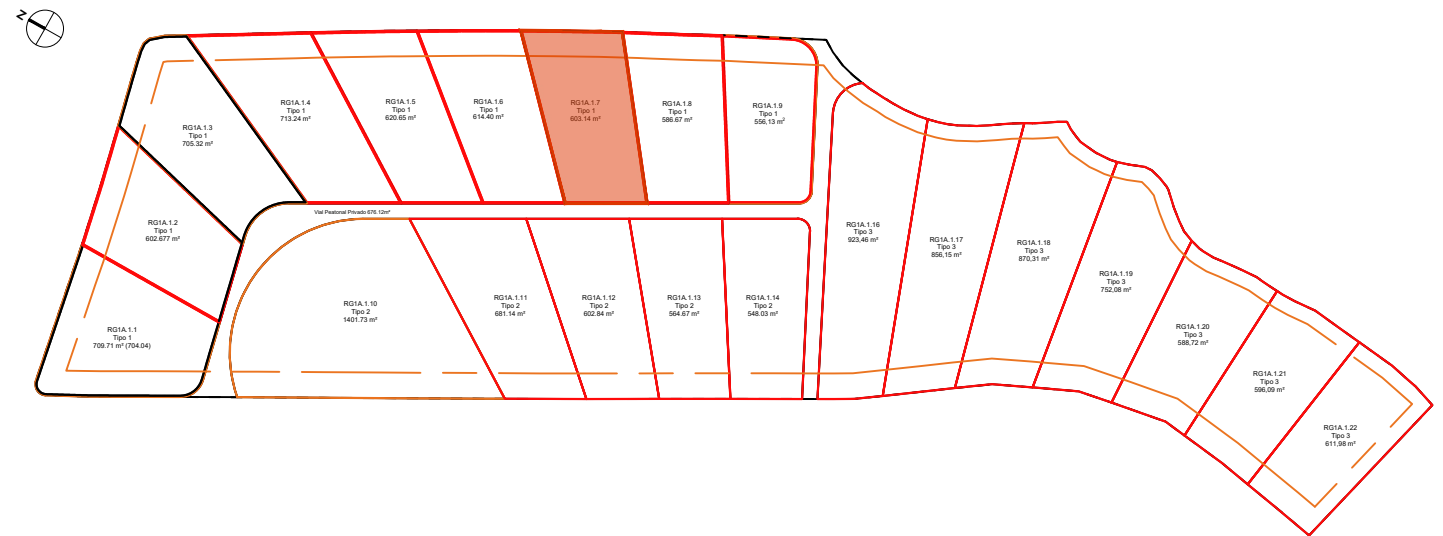 N
RG1A.1.4
Tipo 1
713.24 m²
RG1A.1.5
Tipo 1
620.65 m²
RG1A.1.6
Tipo 1
614.40 m²
RG1A.1.7
Tipo 1
603.14 m²
RG1A.1.8
Tipo 1
586.67 m²
RG1A.1.9
Tipo 1
556,13 m²
RG1A.1.3
Tipo 1
705.32 m²
RG1A.1.2
Tipo 1
602.677 m²
RG1A.1.1
Tipo 1
709.71 m² (704.04)
Vial Peatonal Privado 676.12m²
RG1A.1.10
Tipo 2
1401.73 m²
RG1A.1.11
Tipo 2
681.14 m²
RG1A.1.12
Tipo 2
602.84 m²
RG1A.1.13
Tipo 2
564.67 m²
RG1A.1.14
Tipo 2
548.03 m²
RG1A.1.16
Tipo 3
923,46 m²
RG1A.1.17
Tipo 3
856,15 m²
RG1A.1.18
Tipo 3
870,31 m²
RG1A.1.19
Tipo 3
752,08 m²
RG1A.1.20
Tipo 3
588,72 m²
RG1A.1.21
Tipo 3
596,09 m²
RG1A.1.22
Tipo 3
611,98 m²